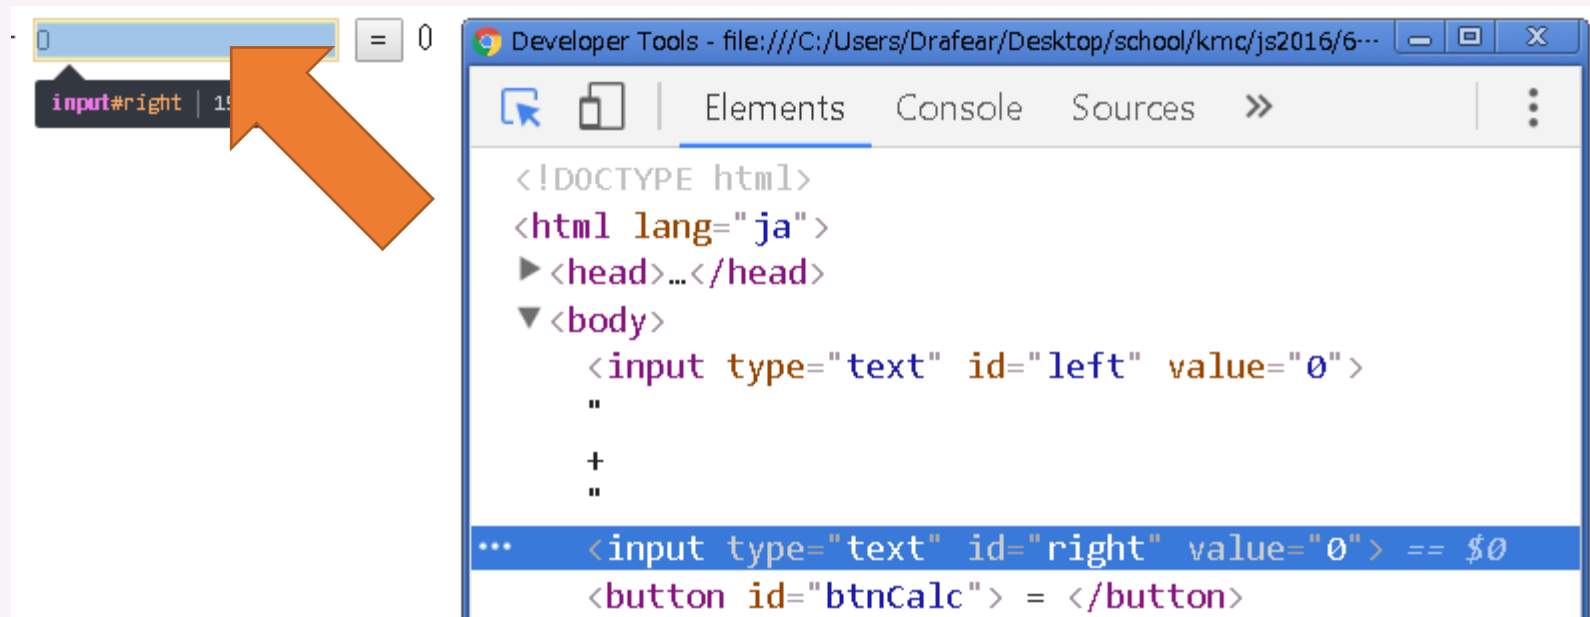 0 = 0
input#right | 15
Developer Tools - file:///C:/Users/Drafear/Desktop/school/kmc/js2016/6…
Elements Console Sources »
<!DOCTYPE html>
<html lang="ja">
▶<head>…</head>
▼<body>
<input type="text" id="left" value="0">
"
+
"
… <input type="text" id="right" value="0"> == $0
<button id="btnCalc"> = </button>